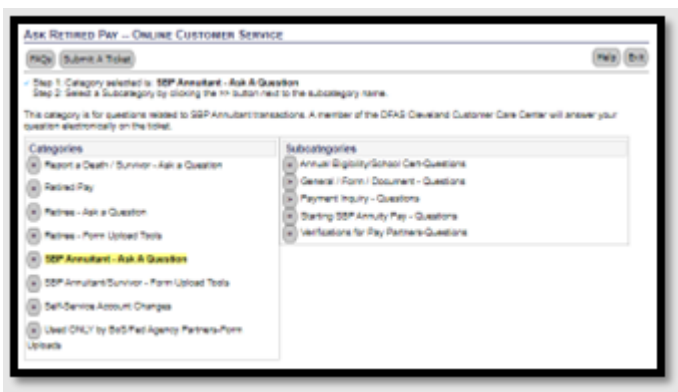 ASK RETIRED PAY – ONLINE CUSTOMER SERVICE
FAQs Submit A Ticket Help Exit
Step 1: Category selected is: SBP Annuitant - Ask A Question
Step 2: Select a Subcategory by clicking the >> button next to the subcategory name.
This category is for questions related to SBP Annuitant transactions. A member of the DFAS Cleveland Customer Care Center will answer your
question electronically on the ticket.
Categories
Report a Death / Survivor - Ask a Question
Retired Pay
Retiree - Ask a Question
Retiree - Form Upload Tools
SBP Annuitant - Ask A Question
SBP Annuitant/Survivor - Form Upload Tools
Self-Service Account Changes
Used ONLY by BoS/Fed Agency Partners-Form
Uploads
Subcategories
Annual Eligibility/School Cert-Questions
General / Form / Document - Questions
Payment Inquiry - Questions
Starting SBP Annuity Pay - Questions
Verifications for Pay Partners-Questions